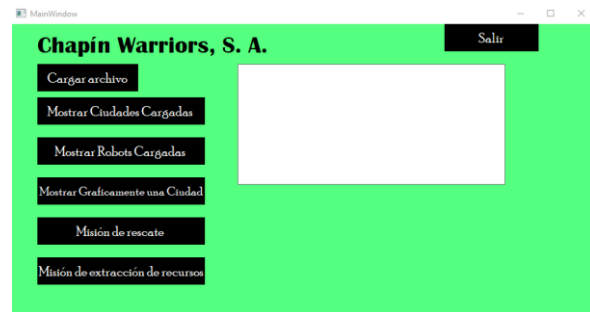 MainWindow
Chapín Warriors, S. A.
Salir
Cargar archivo
Mostrar Ciudades Cargadas
Mostrar Robots Cargadas
Mostrar Graficamente una Ciudad
Misión de rescate
Misión de extracción de recursos